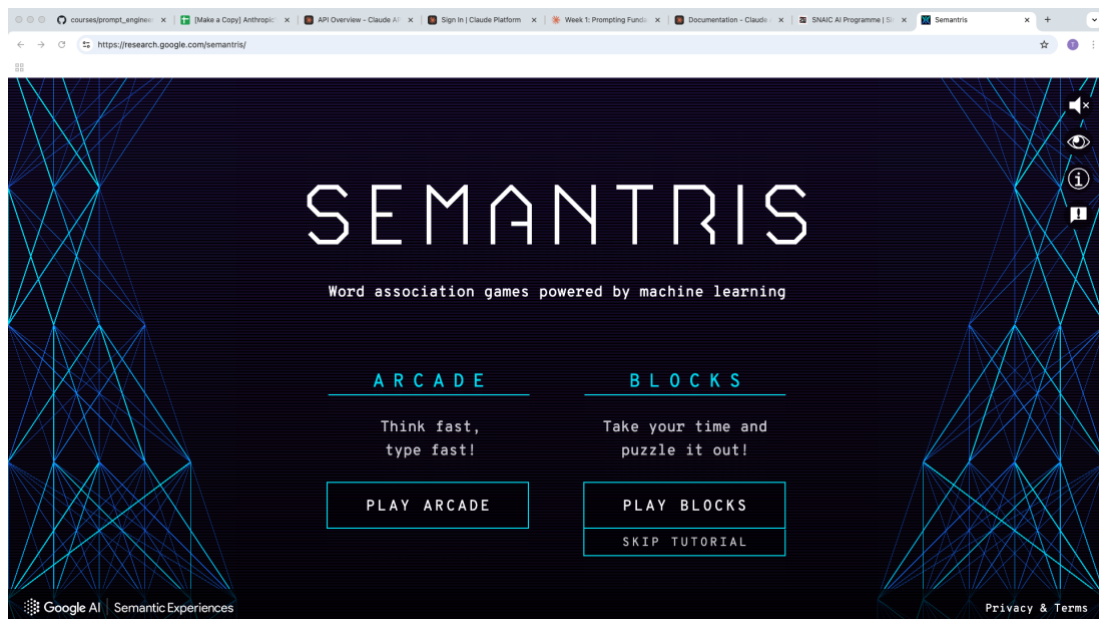 courses/prompt_enginee
[Make a Copy] Anthropic
API Overview - Claude AP
Sign In | Claude Platform
Week 1: Prompting Funda
Documentation - Claude
SNAIC AI Programme | Si
Semantris
https://research.google.com/semantris/
T
SEMANTRIS
Word association games powered by machine learning
ARCADE
Think fast,
type fast!
PLAY ARCADE
BLOCKS
Take your time and
puzzle it out!
PLAY BLOCKS
SKIP TUTORIAL
Google AI | Semantic Experiences
Privacy & Terms